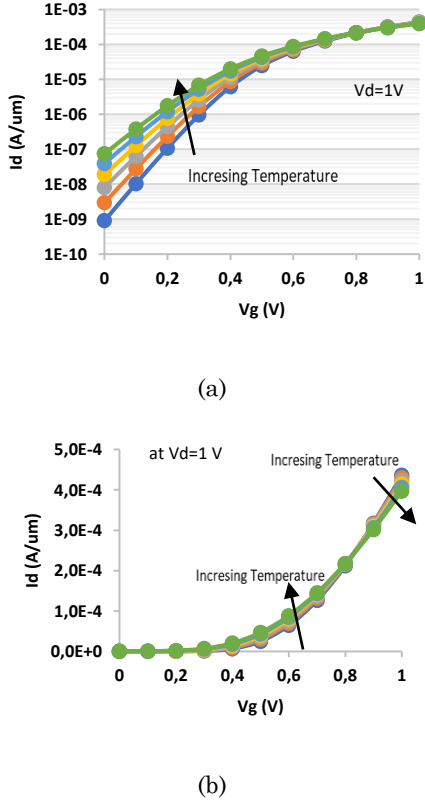 1E-03
1E-04
1E-05
1E-06
1E-07
1E-08
1E-09
1E-10
Id (A/um)
Vd=1V
Incresing Temperature
0 0,2 0,4 0,6 0,8 1
Vg (V)
(a)
5,0E-4
4,0E-4
3,0E-4
2,0E-4
1,0E-4
0,0E+0
Id (A/um)
at Vd=1 V
Incresing Temperature
Incresing Temperature
0 0,2 0,4 0,6 0,8 1
Vg (V)
(b)